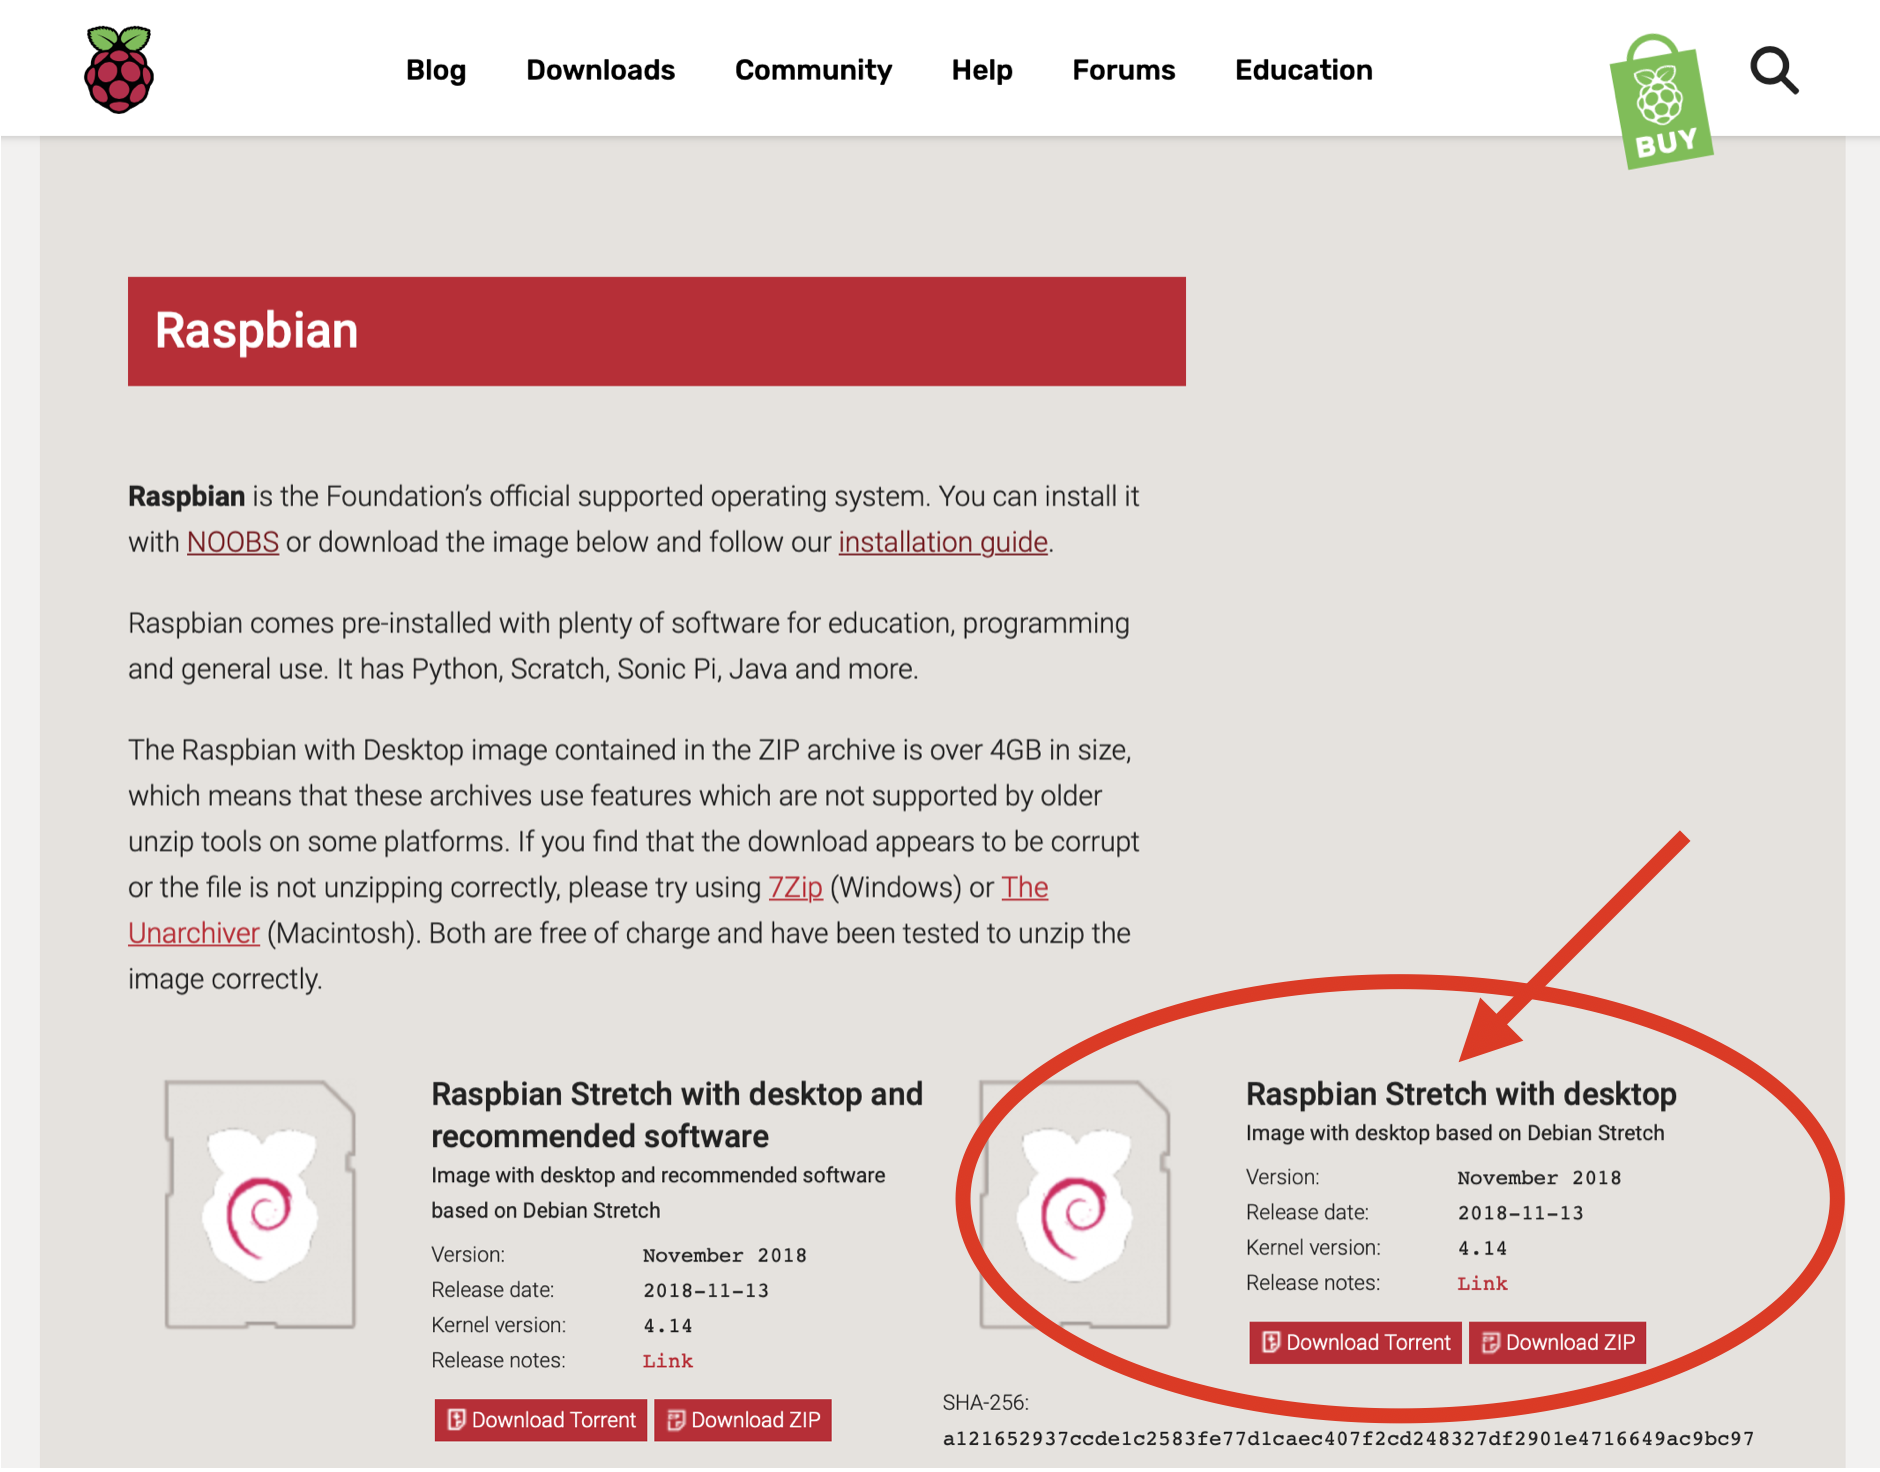 Blog Downloads Community Help Forums Education
BUY
Raspbian
Raspbian is the Foundation's official supported operating system. You can install it
with NOOBS or download the image below and follow our installation guide.
Raspbian comes pre-installed with plenty of software for education, programming
and general use. It has Python, Scratch, Sonic Pi, Java and more.
The Raspbian with Desktop image contained in the ZIP archive is over 4GB in size,
which means that these archives use features which are not supported by older
unzip tools on some platforms. If you find that the download appears to be corrupt
or the file is not unzipping correctly, please try using 7Zip (Windows) or The
Unarchiver (Macintosh). Both are free of charge and have been tested to unzip the
image correctly.
Raspbian Stretch with desktop and
recommended software
Image with desktop and recommended software
based on Debian Stretch
Version: November 2018
Release date: 2018-11-13
Kernel version: 4.14
Release notes: Link
Download Torrent Download ZIP
Raspbian Stretch with desktop
Image with desktop based on Debian Stretch
Version: November 2018
Release date: 2018-11-13
Kernel version: 4.14
Release notes: Link
Download Torrent Download ZIP
SHA-256:
a121652937ccde1c2583fe77d1caec407f2cd248327df2901e4716649ac9bc97